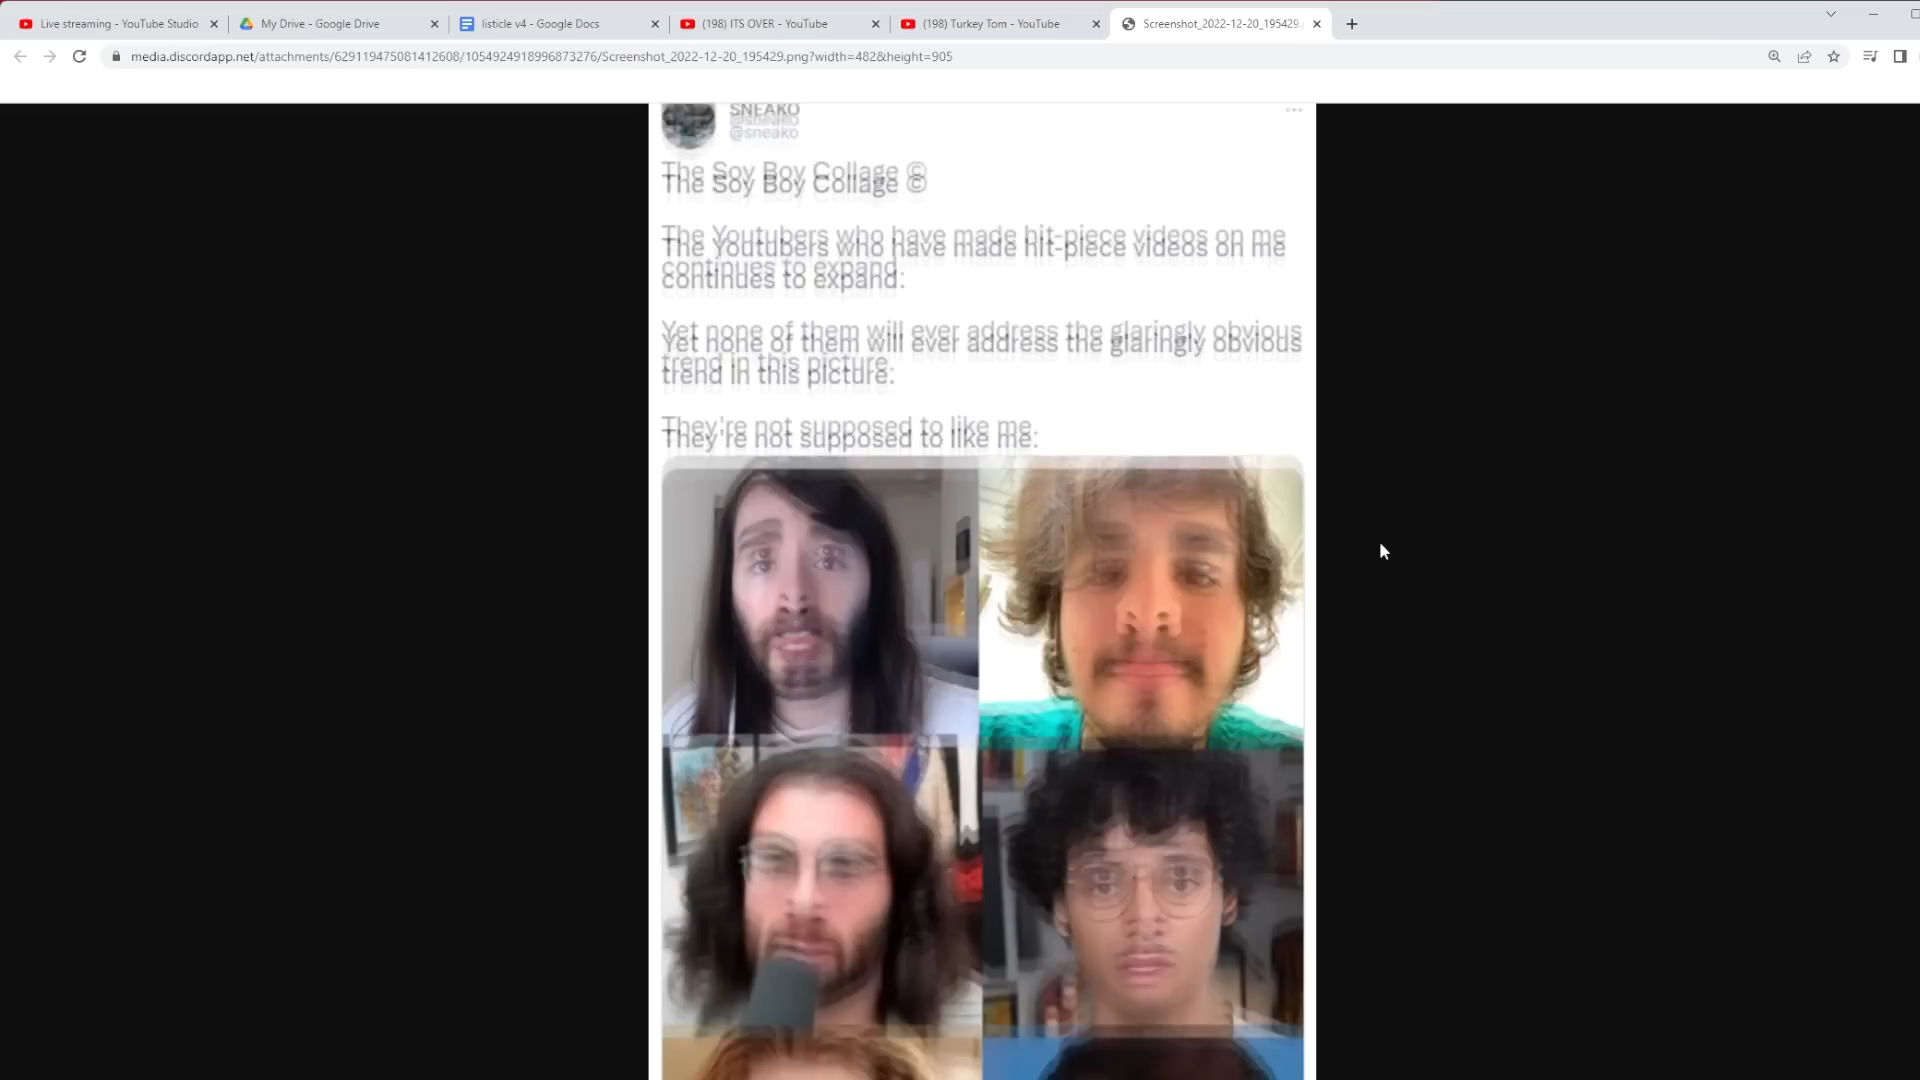 Live streaming - YouTube Studio
My Drive - Google Drive
listicle v4 - Google Docs
(198) ITS OVER - YouTube
(198) Turkey Tom - YouTube
Screenshot_2022-12-20_195429
media.discordapp.net/attachments/629119475081412608/1054924918996873276/Screenshot_2022-12-20_195429.png?width=482&height=905
SNEAKO
@sneako
The Soy Boy Collage ©
The Youtubers who have made hit-piece videos on me
continues to expand:
Yet none of them will ever address the glaringly obvious
trend in this picture:
They're not supposed to like me: